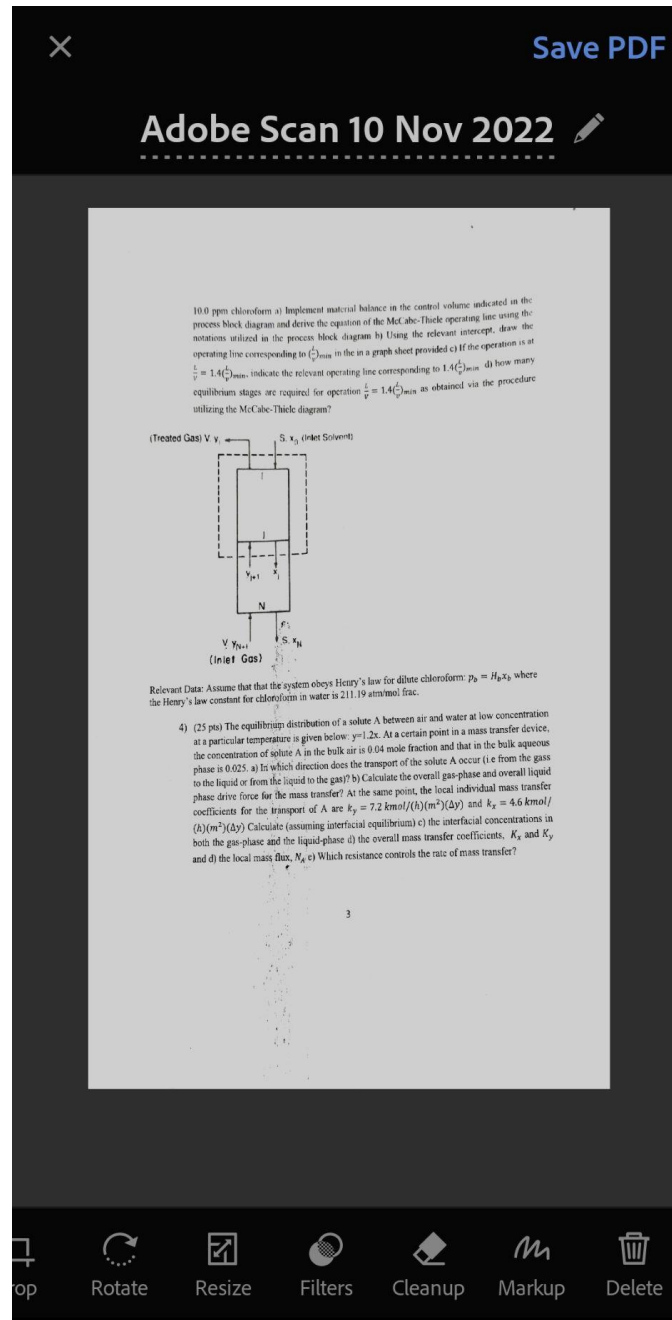 Save PDF
Adobe Scan 10 Nov 2022
10.0 ppm chloroform a) Implement material balance in the control volume indicated in the
process block diagram and derive the equation of the McCabe-Thiele operating line using the
notations utilized in the process block diagram b) Using the relevant intercept, draw the
operating line corresponding to (L/V)min in the in a graph sheet provided c) If the operation is at
L/V = 1.4(L/V)min, indicate the relevant operating line corresponding to 1.4(L/V)min d) how many
equilibrium stages are required for operation L/V = 1.4(L/V)min as obtained via the procedure
utilizing the McCabe-Thiele diagram?
(Treated Gas) V. y1 S. x0 (Inlet Solvent)
1
J
yj+1 xj
N
V yN+1 S. xN
(Inlet Gas)
Relevant Data: Assume that that the system obeys Henry's law for dilute chloroform: pb = Hbxb where
the Henry's law constant for chloroform in water is 211.19 atm/mol frac.
4) (25 pts) The equilibrium distribution of a solute A between air and water at low concentration
at a particular temperature is given below: y=1.2x. At a certain point in a mass transfer device,
the concentration of solute A in the bulk air is 0.04 mole fraction and that in the bulk aqueous
phase is 0.025. a) In which direction does the transport of the solute A occur (i.e from the gass
to the liquid or from the liquid to the gas)? b) Calculate the overall gas-phase and overall liquid
phase drive force for the mass transfer? At the same point, the local individual mass transfer
coefficients for the transport of A are ky = 7.2 kmol/(h)(m²)(Δy) and kx = 4.6 kmol/
(h)(m²)(Δy) Calculate (assuming interfacial equilibrium) c) the interfacial concentrations in
both the gas-phase and the liquid-phase d) the overall mass transfer coefficients, Kx and Ky
and d) the local mass flux, NA e) Which resistance controls the rate of mass transfer?
3
rop Rotate Resize Filters Cleanup Markup Delete